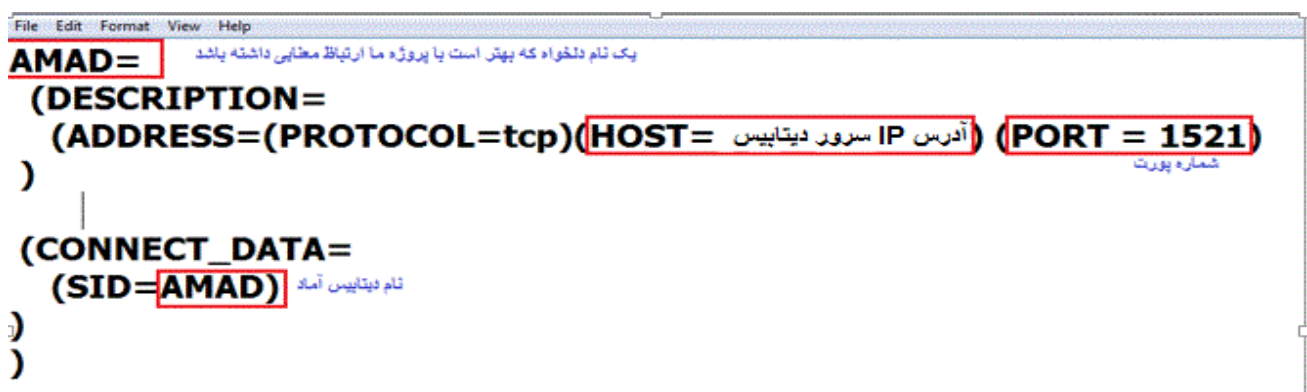 File Edit Format View Help
AMAD= یک نام دلخواه که بهتر است با پروژه ما ارتباط معنایی داشته باشد
(DESCRIPTION=
(ADDRESS=(PROTOCOL=tcp)(HOST= آدرس IP سرور دیتابیس) (PORT = 1521)
شماره پورت
)
(CONNECT_DATA=
(SID=AMAD) نام دیتابیس آماد
)
)